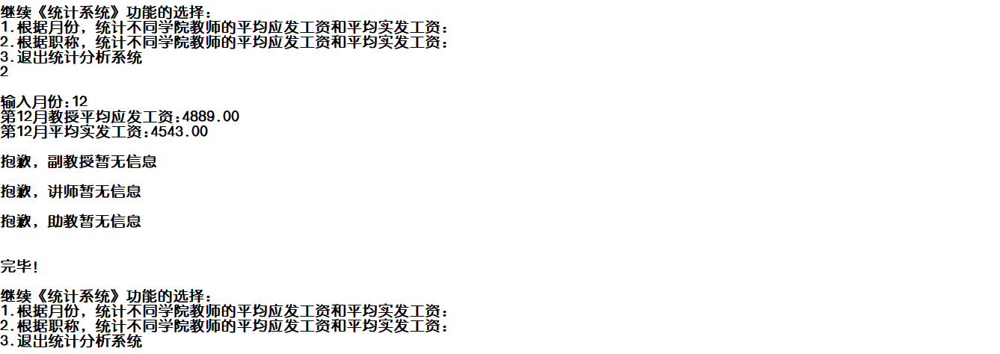 继续《统计系统》功能的选择:
1.根据月份，统计不同学院教师的平均应发工资和平均实发工资:
2.根据职称，统计不同学院教师的平均应发工资和平均实发工资:
3.退出统计分析系统
2
输入月份:12
第12月教授平均应发工资:4889.00
第12月平均实发工资:4543.00
抱歉，副教授暂无信息
抱歉，讲师暂无信息
抱歉，助教暂无信息
完毕!
继续《统计系统》功能的选择:
1.根据月份，统计不同学院教师的平均应发工资和平均实发工资:
2.根据职称，统计不同学院教师的平均应发工资和平均实发工资:
3.退出统计分析系统